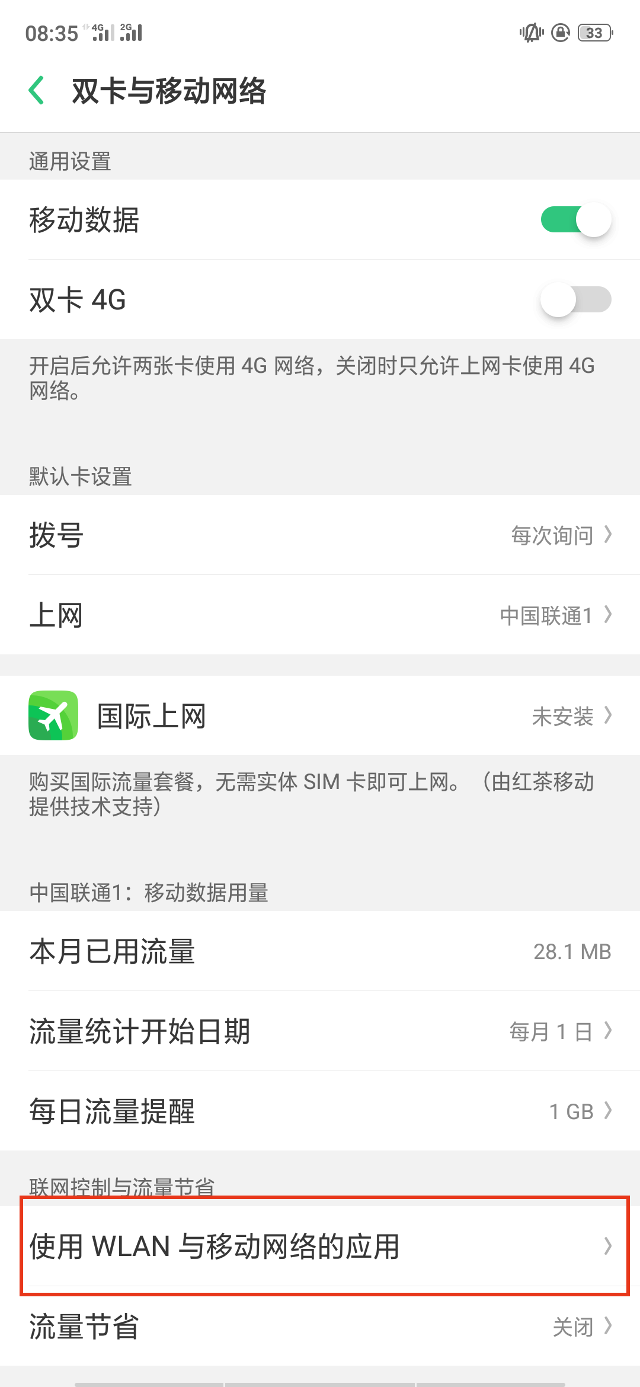 08:35 4G 2G 33
双卡与移动网络
通用设置
移动数据
双卡 4G
开启后允许两张卡使用 4G 网络，关闭时只允许上网卡使用 4G
网络。
默认卡设置
拨号 每次询问
上网 中国联通1
国际上网 未安装
购买国际流量套餐，无需实体 SIM 卡即可上网。（由红茶移动
提供技术支持）
中国联通1：移动数据用量
本月已用流量 28.1 MB
流量统计开始日期 每月 1 日
每日流量提醒 1 GB
联网控制与流量节省
使用 WLAN 与移动网络的应用
流量节省 关闭